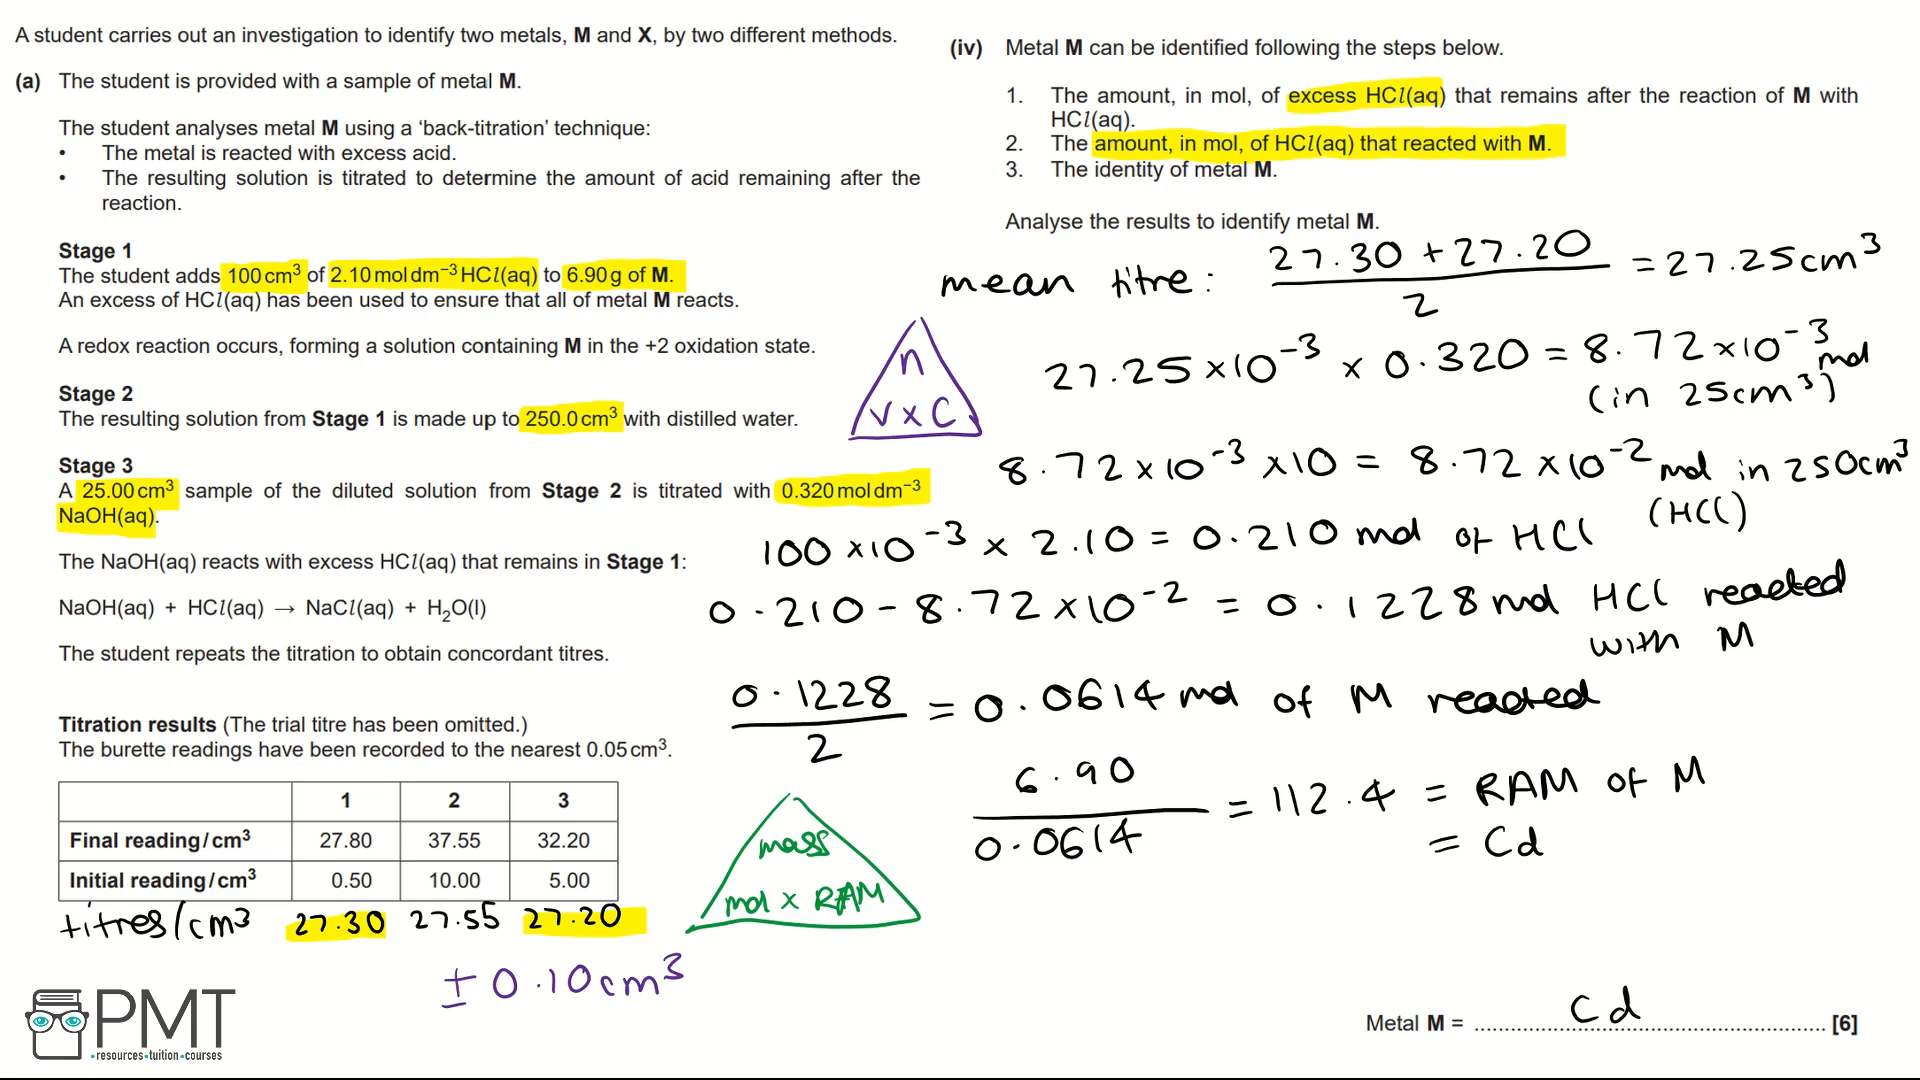 A student carries out an investigation to identify two metals, M and X, by two different methods.
(a) The student is provided with a sample of metal M.
The student analyses metal M using a ‘back-titration’ technique:
• The metal is reacted with excess acid.
• The resulting solution is titrated to determine the amount of acid remaining after the
reaction.
Stage 1
The student adds 100 cm³ of 2.10 mol dm⁻³ HCl(aq) to 6.90 g of M.
An excess of HCl(aq) has been used to ensure that all of metal M reacts.
A redox reaction occurs, forming a solution containing M in the +2 oxidation state.
Stage 2
The resulting solution from Stage 1 is made up to 250.0 cm³ with distilled water.
Stage 3
A 25.00 cm³ sample of the diluted solution from Stage 2 is titrated with 0.320 mol dm⁻³
NaOH(aq).
The NaOH(aq) reacts with excess HCl(aq) that remains in Stage 1:
NaOH(aq) + HCl(aq) → NaCl(aq) + H₂O(l)
The student repeats the titration to obtain concordant titres.
Titration results (The trial titre has been omitted.)
The burette readings have been recorded to the nearest 0.05 cm³.
1 2 3
Final reading/cm³ 27.80 37.55 32.20
Initial reading/cm³ 0.50 10.00 5.00
titres/cm³ 27.30 27.55 27.20
± 0.10cm³
PMT
•resources•tuition•courses
n
V x C
mass
mol x RAM
(iv) Metal M can be identified following the steps below.
1. The amount, in mol, of excess HCl(aq) that remains after the reaction of M with
HCl(aq).
2. The amount, in mol, of HCl(aq) that reacted with M.
3. The identity of metal M.
Analyse the results to identify metal M.
mean titre: (27.30 + 27.20)/2 = 27.25cm³
27.25 x10⁻³ x 0.320 = 8.72 x10⁻³ mol
(in 25cm³)
8.72 x10⁻³ x10 = 8.72 x10⁻² mol in 250cm³
(HCl)
100 x10⁻³ x 2.10 = 0.210 mol of HCl
0.210 - 8.72 x10⁻² = 0.1228 mol HCl reacted
with M
0.1228/2 = 0.0614 mol of M reacted
6.90/0.0614 = 112.4 = RAM of M
= Cd
Cd
Metal M = ............................................................ [6]